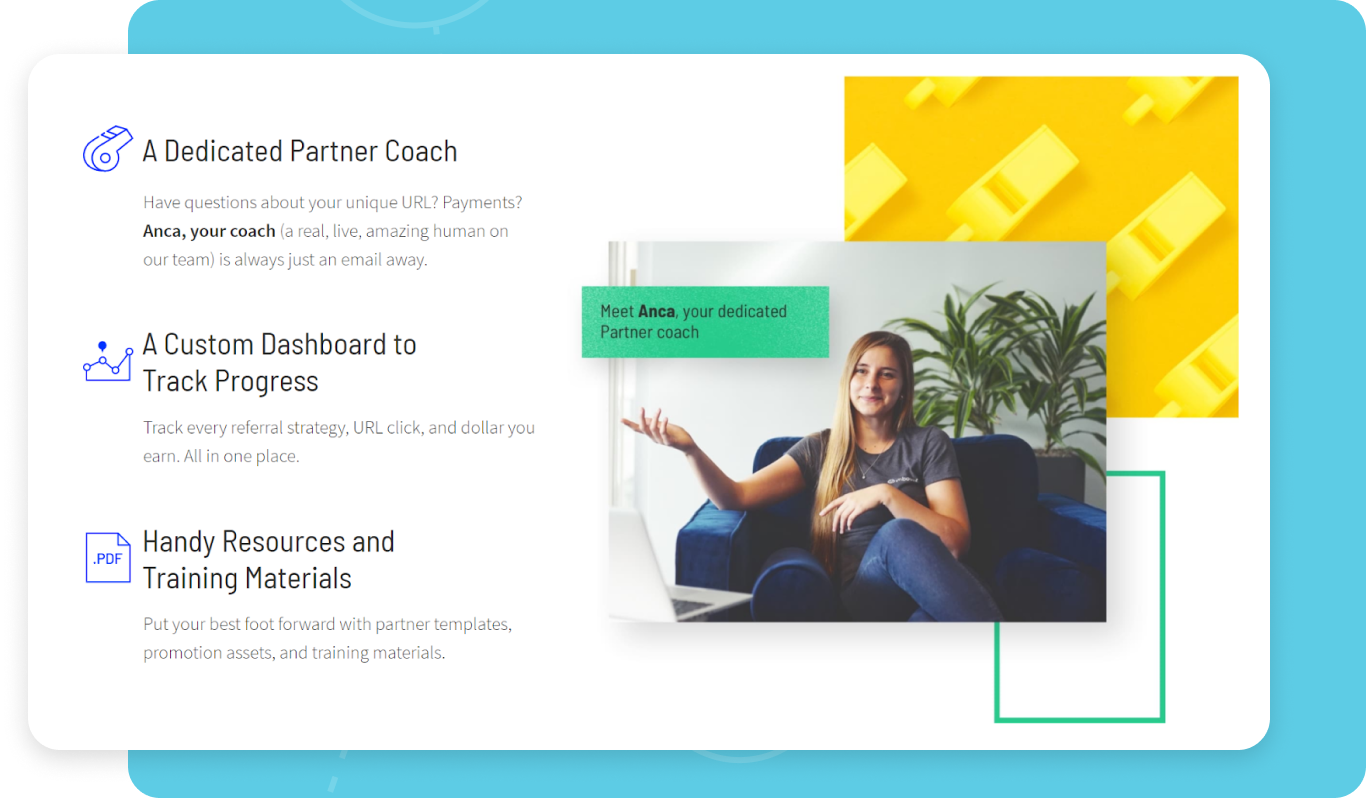 A Dedicated Partner Coach
Have questions about your unique URL? Payments?
Anca, your coach (a real, live, amazing human on
our team) is always just an email away.
A Custom Dashboard to
Track Progress
Track every referral strategy, URL click, and dollar you
earn. All in one place.
.PDF
Handy Resources and
Training Materials
Put your best foot forward with partner templates,
promotion assets, and training materials.
Meet Anca, your dedicated
Partner coach